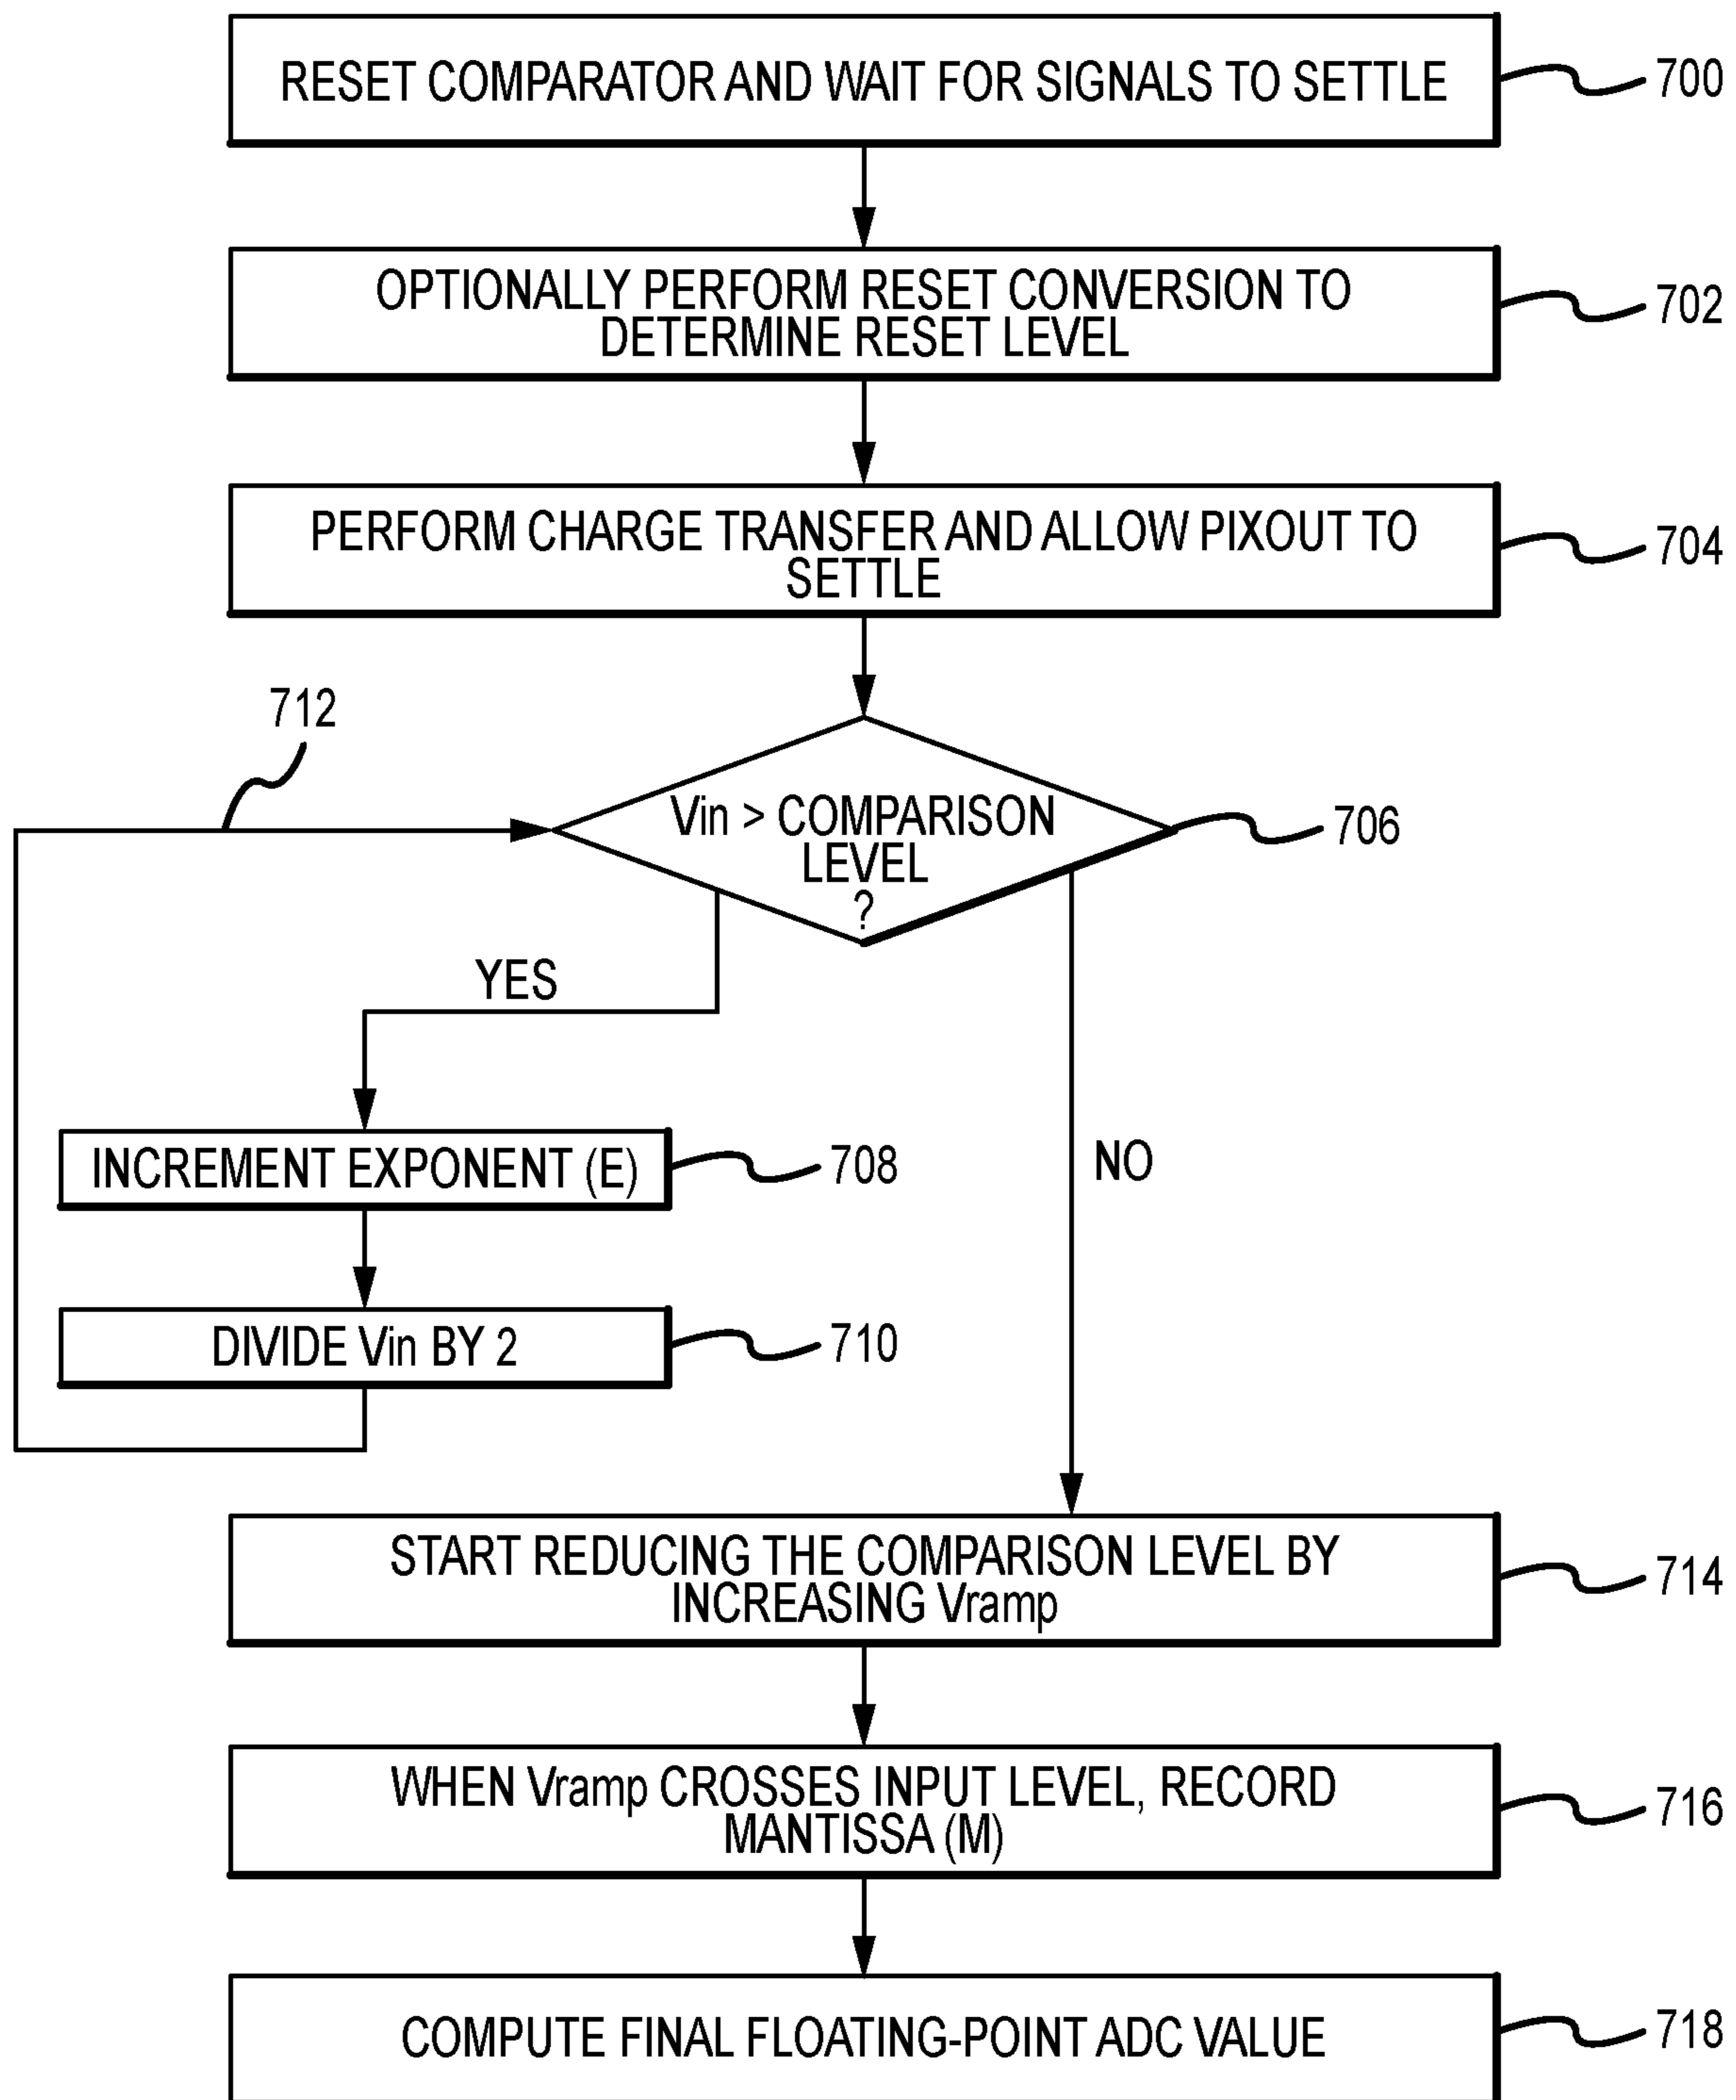 RESET COMPARATOR AND WAIT FOR SIGNALS TO SETTLE
700
OPTIONALLY PERFORM RESET CONVERSION TO
DETERMINE RESET LEVEL
702
PERFORM CHARGE TRANSFER AND ALLOW PIXOUT TO
SETTLE
704
712
Vin > COMPARISON
LEVEL
?
706
YES
NO
INCREMENT EXPONENT (E)
708
DIVIDE Vin BY 2
710
START REDUCING THE COMPARISON LEVEL BY
INCREASING Vramp
714
WHEN Vramp CROSSES INPUT LEVEL, RECORD
MANTISSA (M)
716
COMPUTE FINAL FLOATING-POINT ADC VALUE
718